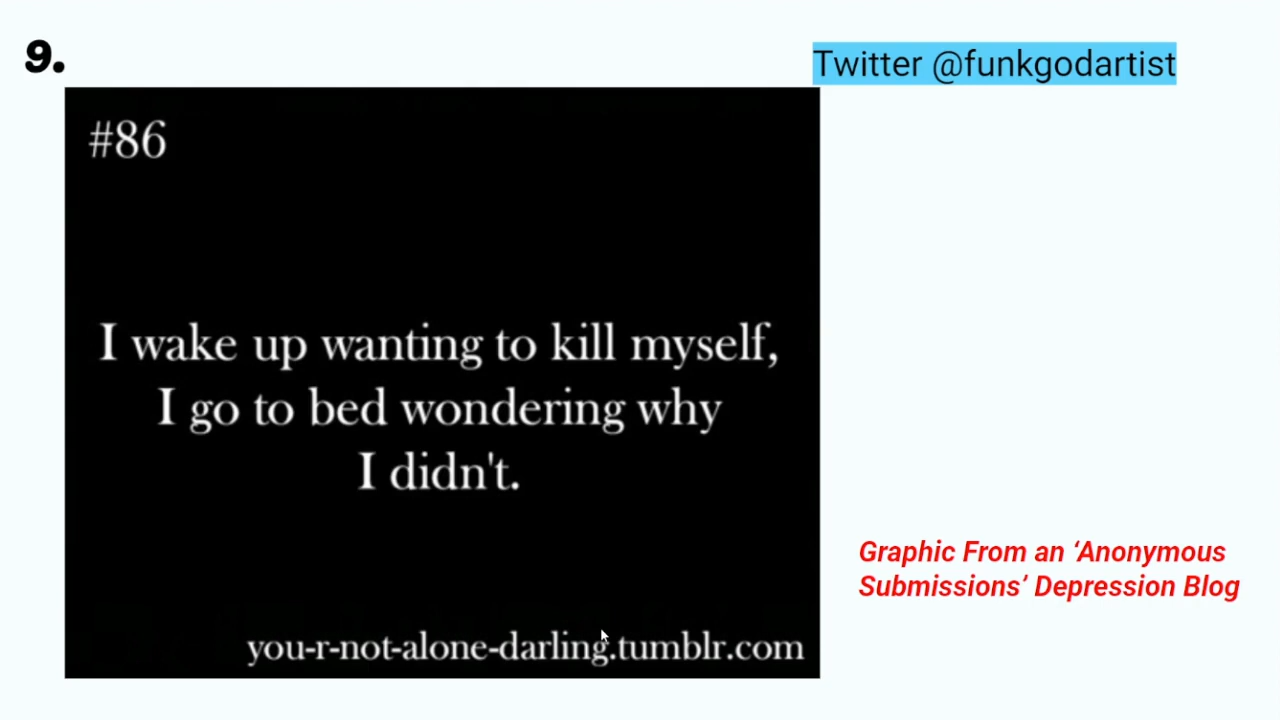 9.
Twitter @funkgodartist
#86
I wake up wanting to kill myself,
I go to bed wondering why
I didn't.
you-r-not-alone-darling.tumblr.com
Graphic From an ‘Anonymous
Submissions’ Depression Blog